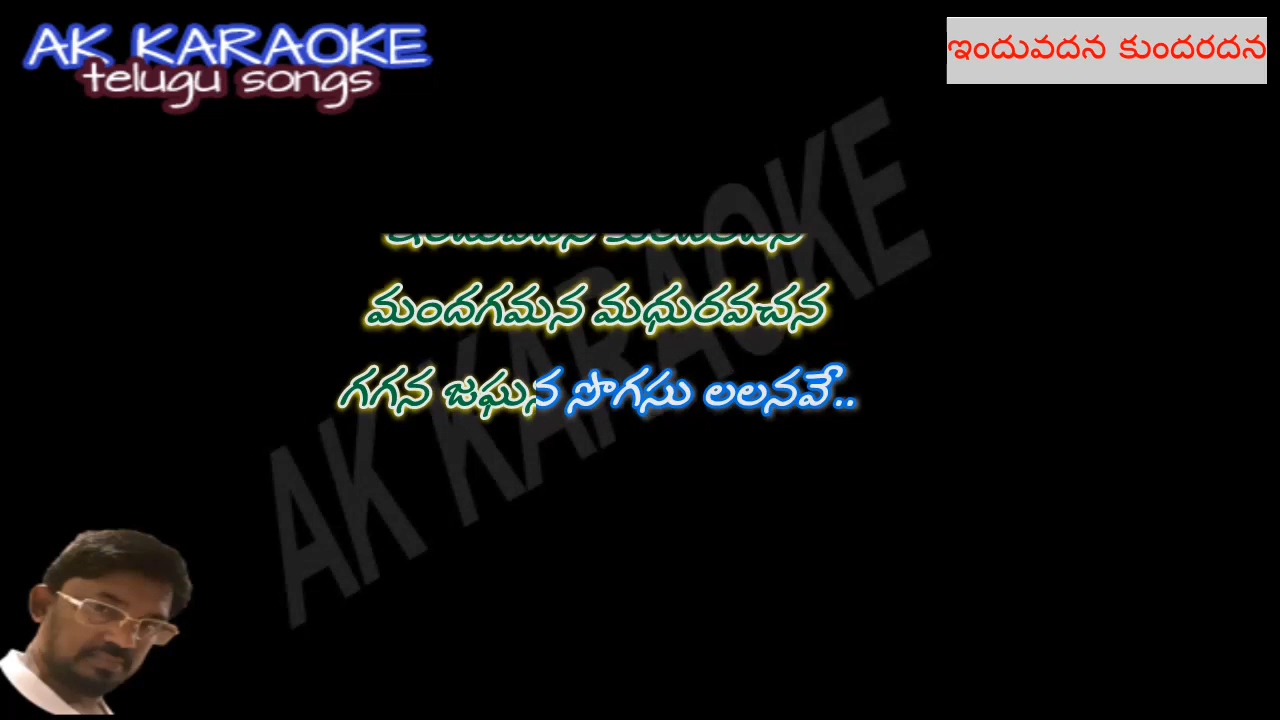 AK KARAOKE
telugu songs
ఇందువదన కుందరదన
AK KARAOKE
మందగమన మధురవచన
గగన జఘన సొగసు లలనవే..